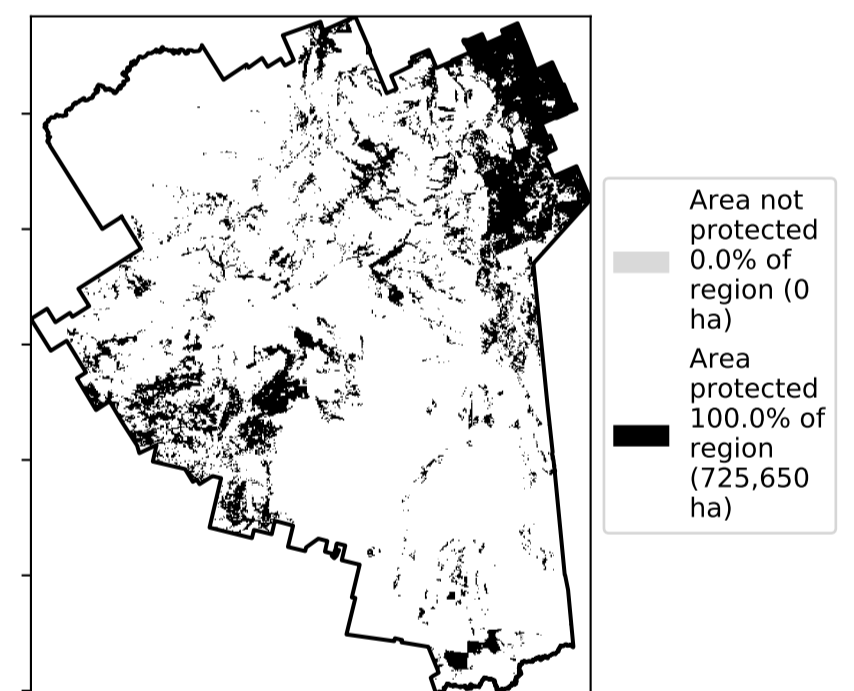 Area not
protected
0.0% of
region (0
ha)
Area
protected
100.0% of
region
(725,650
ha)